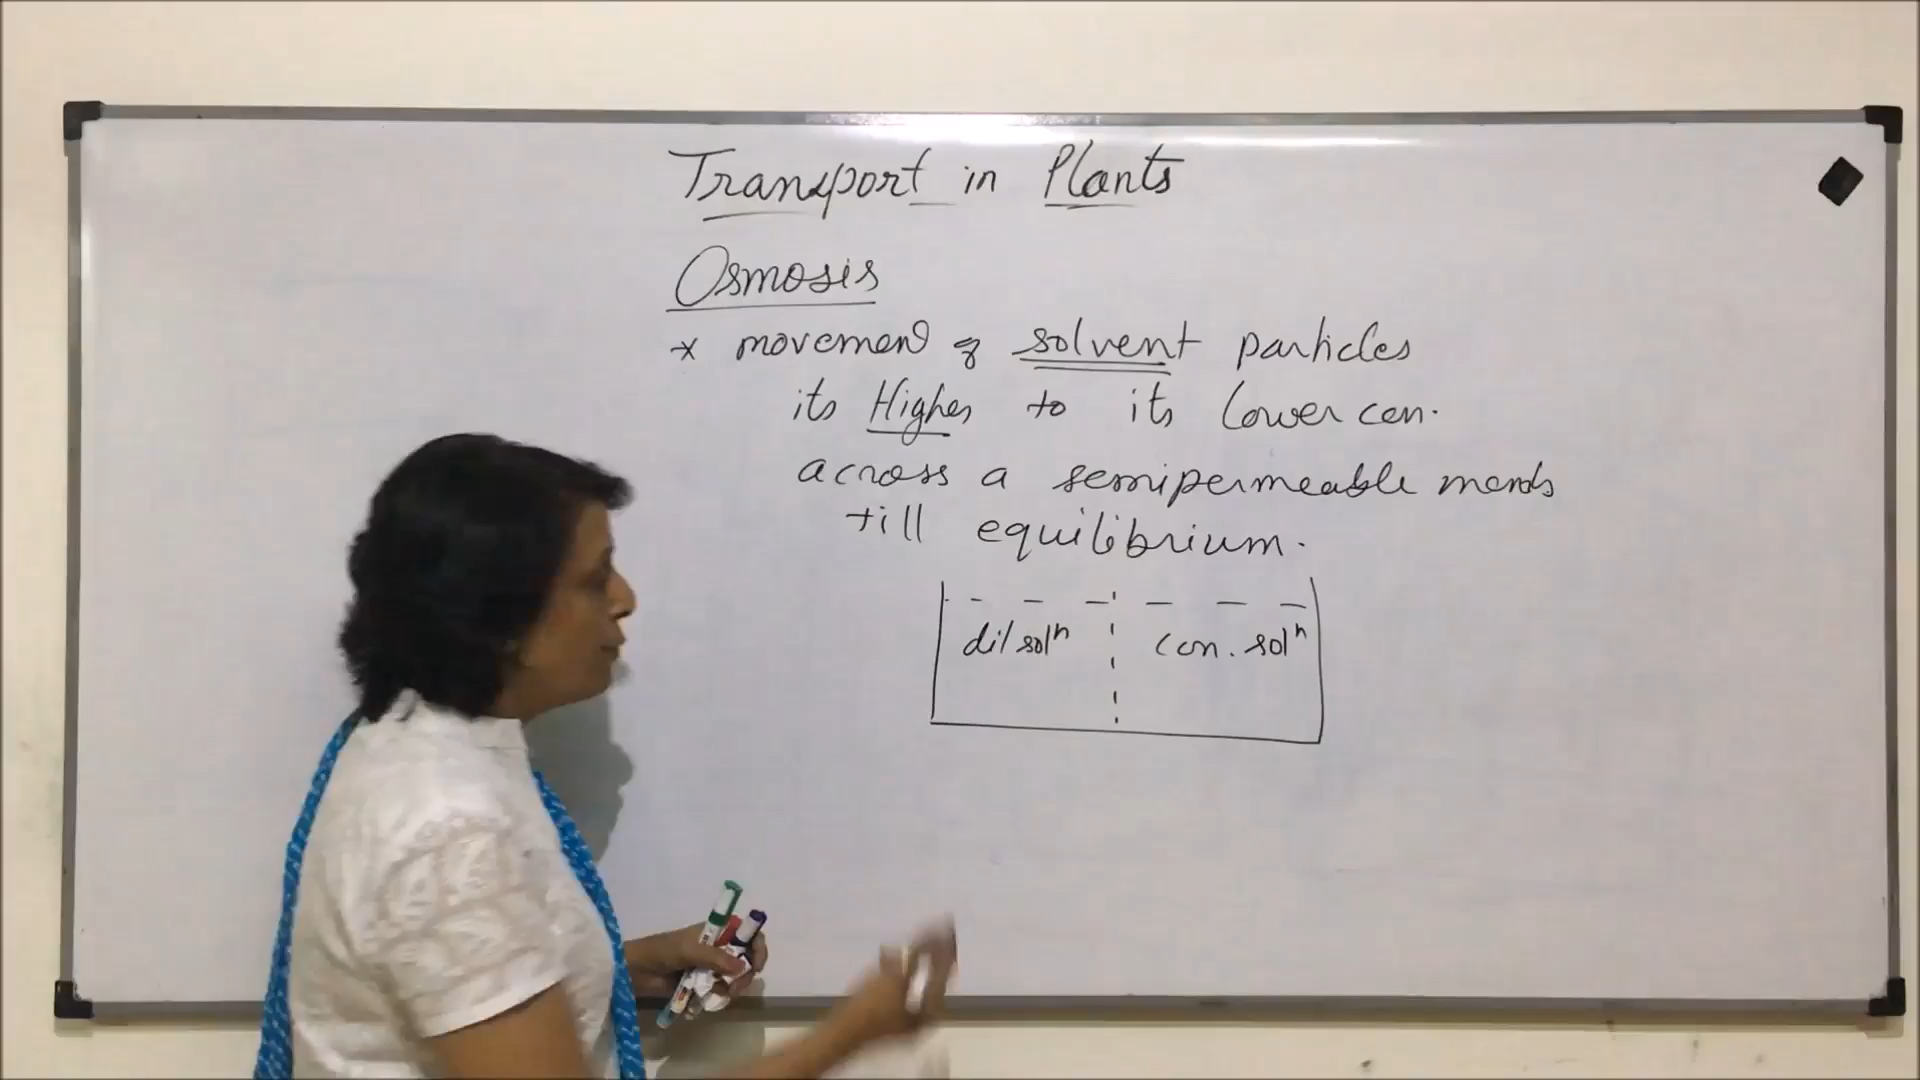 Transport in Plants
Osmosis
* movement of solvent particles
its Higher to its lower con.
across a semipermeable memb
till equilibrium.
dil solⁿ con. solⁿ